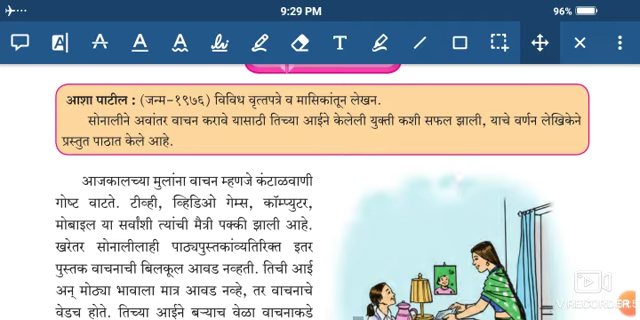 9:29 PM
96%
आशा पाटील : (जन्म-१९७६) विविध वृत्तपत्रे व मासिकांतून लेखन.
सोनालीने अवांतर वाचन करावे यासाठी तिच्या आईने केलेली युक्ती कशी सफल झाली, याचे वर्णन लेखिकेने
प्रस्तुत पाठात केले आहे.
आजकालच्या मुलांना वाचन म्हणजे कंटाळवाणी
गोष्ट वाटते. टीव्ही, व्हिडिओ गेम्स, कॉम्प्युटर,
मोबाइल या सर्वांशी त्यांची मैत्री पक्की झाली आहे.
खरेतर सोनालीलाही पाठ्यपुस्तकांव्यतिरिक्त इतर
पुस्तक वाचनाची बिलकूल आवड नव्हती. तिची आई
अन् मोठ्या भावाला मात्र आवड नव्हे, तर वाचनाचे
वेडच होते. तिच्या आईने बऱ्याच वेळा वाचनाकडे